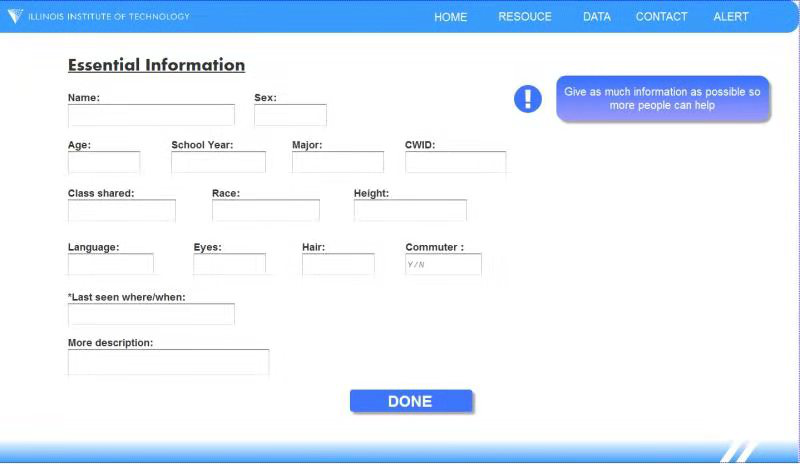 ILLINOIS INSTITUTE OF TECHNOLOGY
HOME RESOUCE DATA CONTACT ALERT
Essential Information
Give as much information as possible so
more people can help
Name: Sex:
Age: School Year: Major: CWID:
Class shared: Race: Height:
Language: Eyes: Hair: Commuter :
Y/N
*Last seen where/when:
More description:
DONE